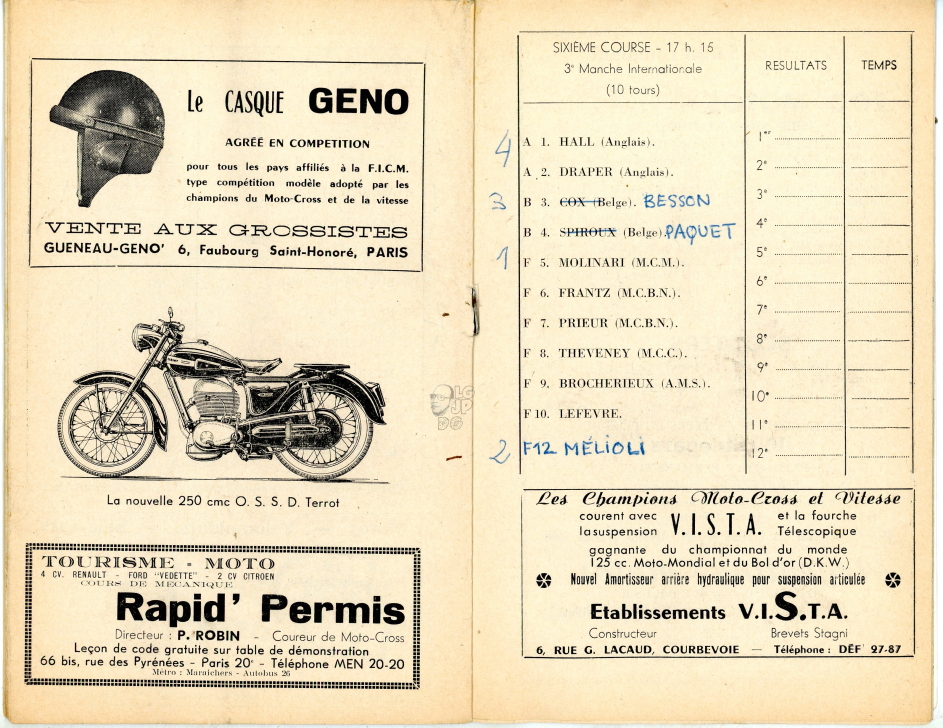 Le CASQUE GENO
AGRÉÉ EN COMPETITION
pour tous les pays affiliés à la F.I.C.M.
type compétition modèle adopté par les
champions du Moto-Cross et de la vitesse
VENTE AUX GROSSISTES
GUENEAU-GENO' 6, Faubourg Saint-Honoré, PARIS
La nouvelle 250 cmc O. S. S. D. Terrot
TOURISME - MOTO
4 CV. RENAULT - FORD "VEDETTE" - 2 CV CITROEN
COURS DE MECANIQUE
Rapid' Permis
Directeur : P. ROBIN - Coureur de Moto-Cross
Leçon de code gratuite sur table de démonstration
66 bis, rue des Pyrénées - Paris 20e - Téléphone MEN 20-20
Métro : Maraîchers - Autobus 26
LG
JP
DG
SIXIÈME COURSE - 17 h. 15
3e Manche Internationale
(10 tours)
RESULTATS
TEMPS
4 A 1. HALL (Anglais).
A 2. DRAPER (Anglais).
3 B 3. COX (Belge). BESSON
B 4. SPIROUX (Belge) PAQUET
1 F 5. MOLINARI (M.C.M.).
F 6. FRANTZ (M.C.B.N.).
F 7. PRIEUR (M.C.B.N.).
F 8. THEVENEY (M.C.C.).
F 9. BROCHERIEUX (A.M.S.).
F 10. LEFEVRE.
2 F12 MÉLIOLI
1er
2e
3e
4e
5e
6e
7e
8e
9e
10e
11e
12e
Les Champions Moto-Cross et Vitesse
courent avec la suspension V.I.S.T.A. et la fourche Télescopique
gagnante du championnat du monde
125 cc. Moto-Mondial et du Bol d'or (D.K.W.)
Nouvel Amortisseur arrière hydraulique pour suspension articulée
Etablissements V.I.S.T.A.
Constructeur Brevets Stagni
6, RUE G. LACAUD, COURBEVOIE — Téléphone : DÉF 27-87